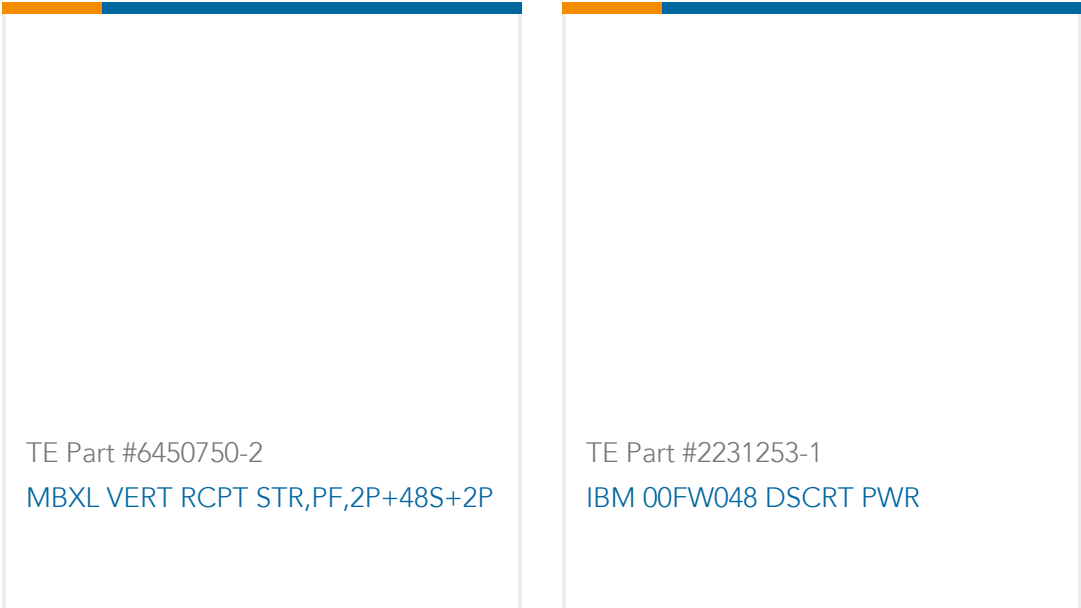 TE Part #6450750-2
MBXL VERT RCPT STR,PF,2P+48S+2P
TE Part #2231253-1
IBM 00FW048 DSCRT PWR